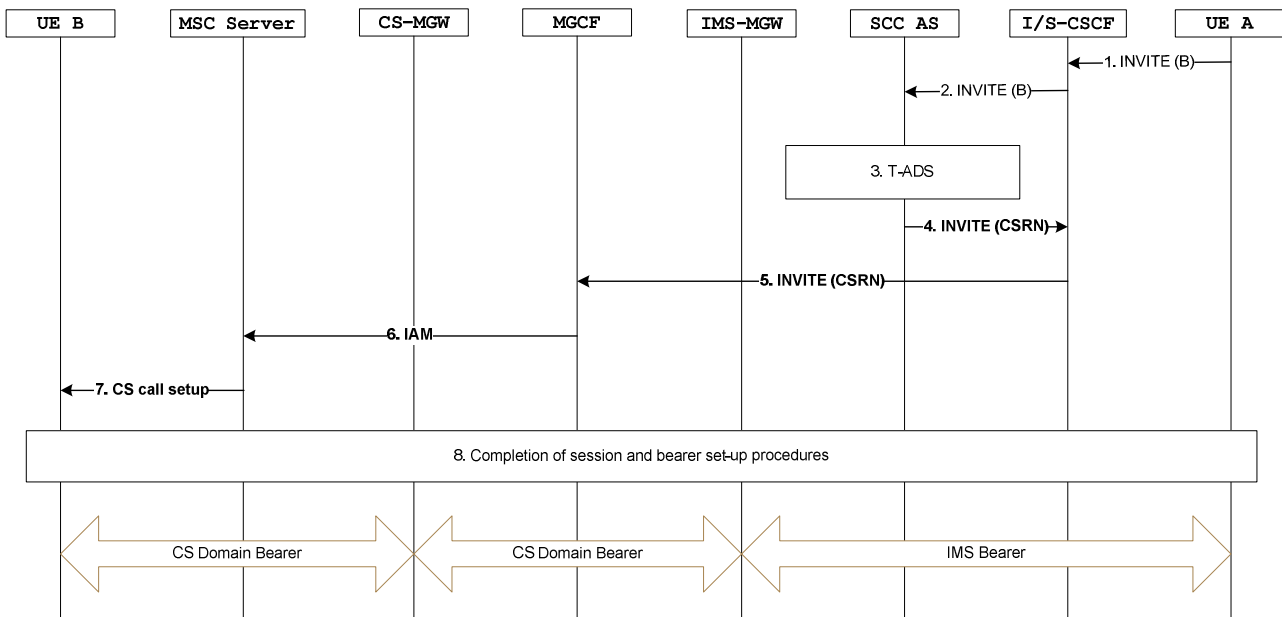 UE B
MSC Server
CS-MGW
MGCF
IMS-MGW
SCC AS
I/S-CSCF
UE A
1. INVITE (B)
2. INVITE (B)
3. T-ADS
4. INVITE (CSRN)
5. INVITE (CSRN)
6. IAM
7. CS call setup
8. Completion of session and bearer set-up procedures
CS Domain Bearer
CS Domain Bearer
IMS Bearer